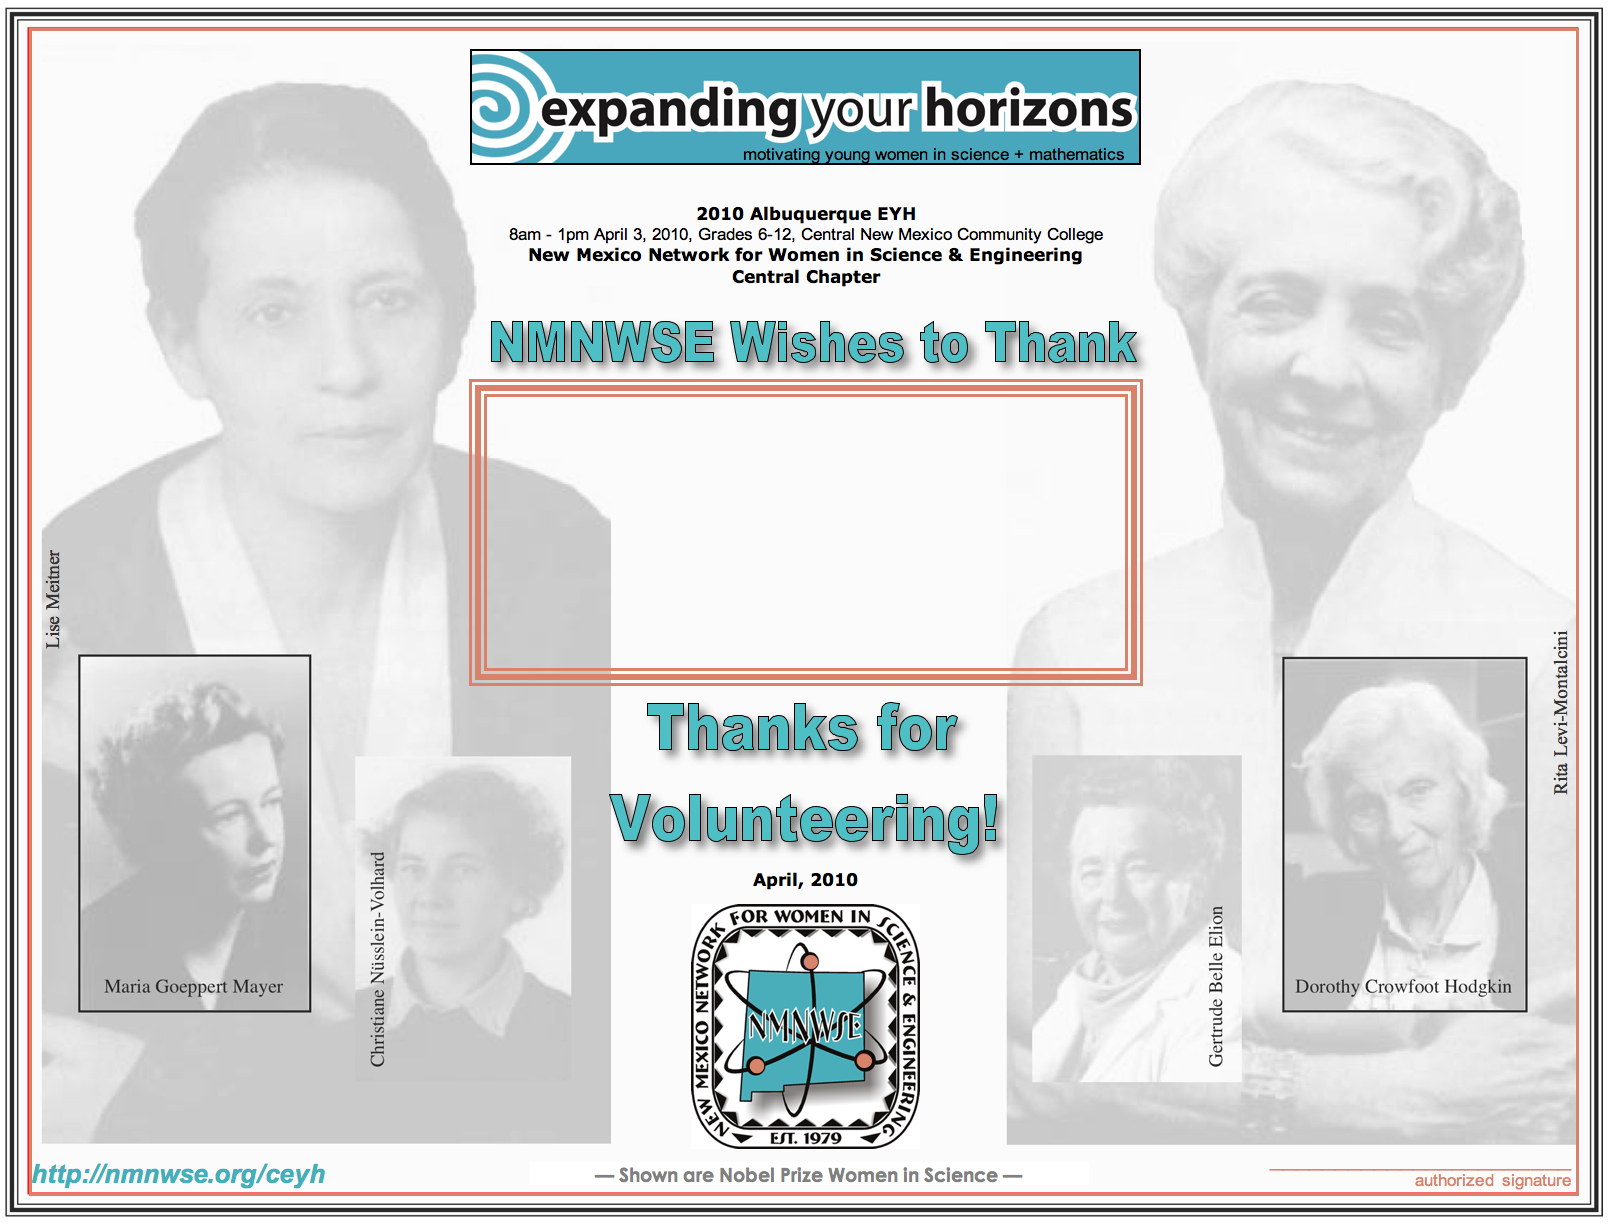 expanding your horizons
motivating young women in science + mathematics
2010 Albuquerque EYH
8am - 1pm April 3, 2010, Grades 6-12, Central New Mexico Community College
New Mexico Network for Women in Science & Engineering
Central Chapter
NMNWSE Wishes to Thank
Lise Meitner
Rita Levi-Montalcini
Thanks for
Volunteering!
April, 2010
Maria Goeppert Mayer
Christiane Nüsslein-Volhard
Gertrude Belle Elion
Dorothy Crowfoot Hodgkin
NEW MEXICO NETWORK FOR WOMEN IN SCIENCE & ENGINEERING
NMNWSE
EST. 1979
http://nmnwse.org/ceyh
— Shown are Nobel Prize Women in Science —
authorized signature